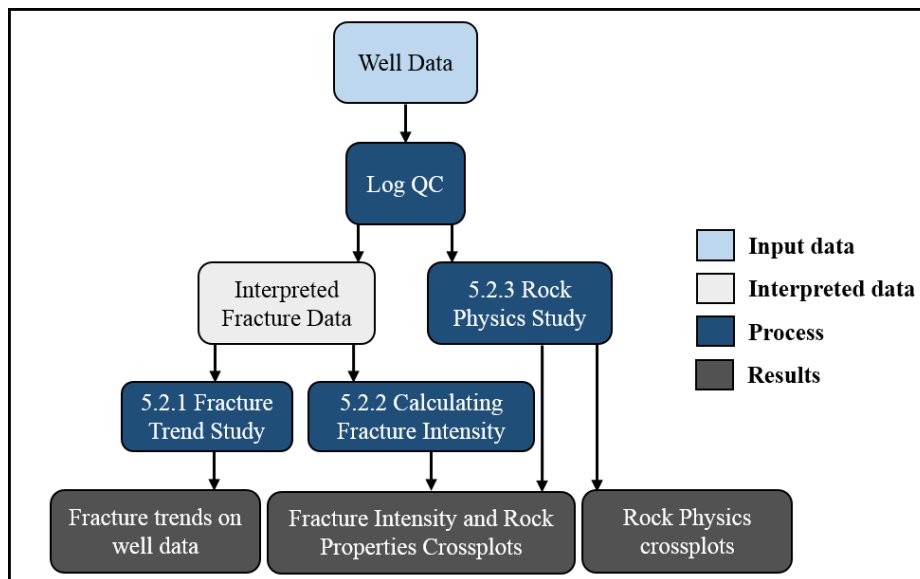 Well Data
Log QC
Interpreted
Fracture Data
5.2.3 Rock
Physics Study
5.2.1 Fracture
Trend Study
5.2.2 Calculating
Fracture Intensity
Fracture trends on
well data
Fracture Intensity and Rock
Properties Crossplots
Rock Physics
crossplots
Input data
Interpreted data
Process
Results